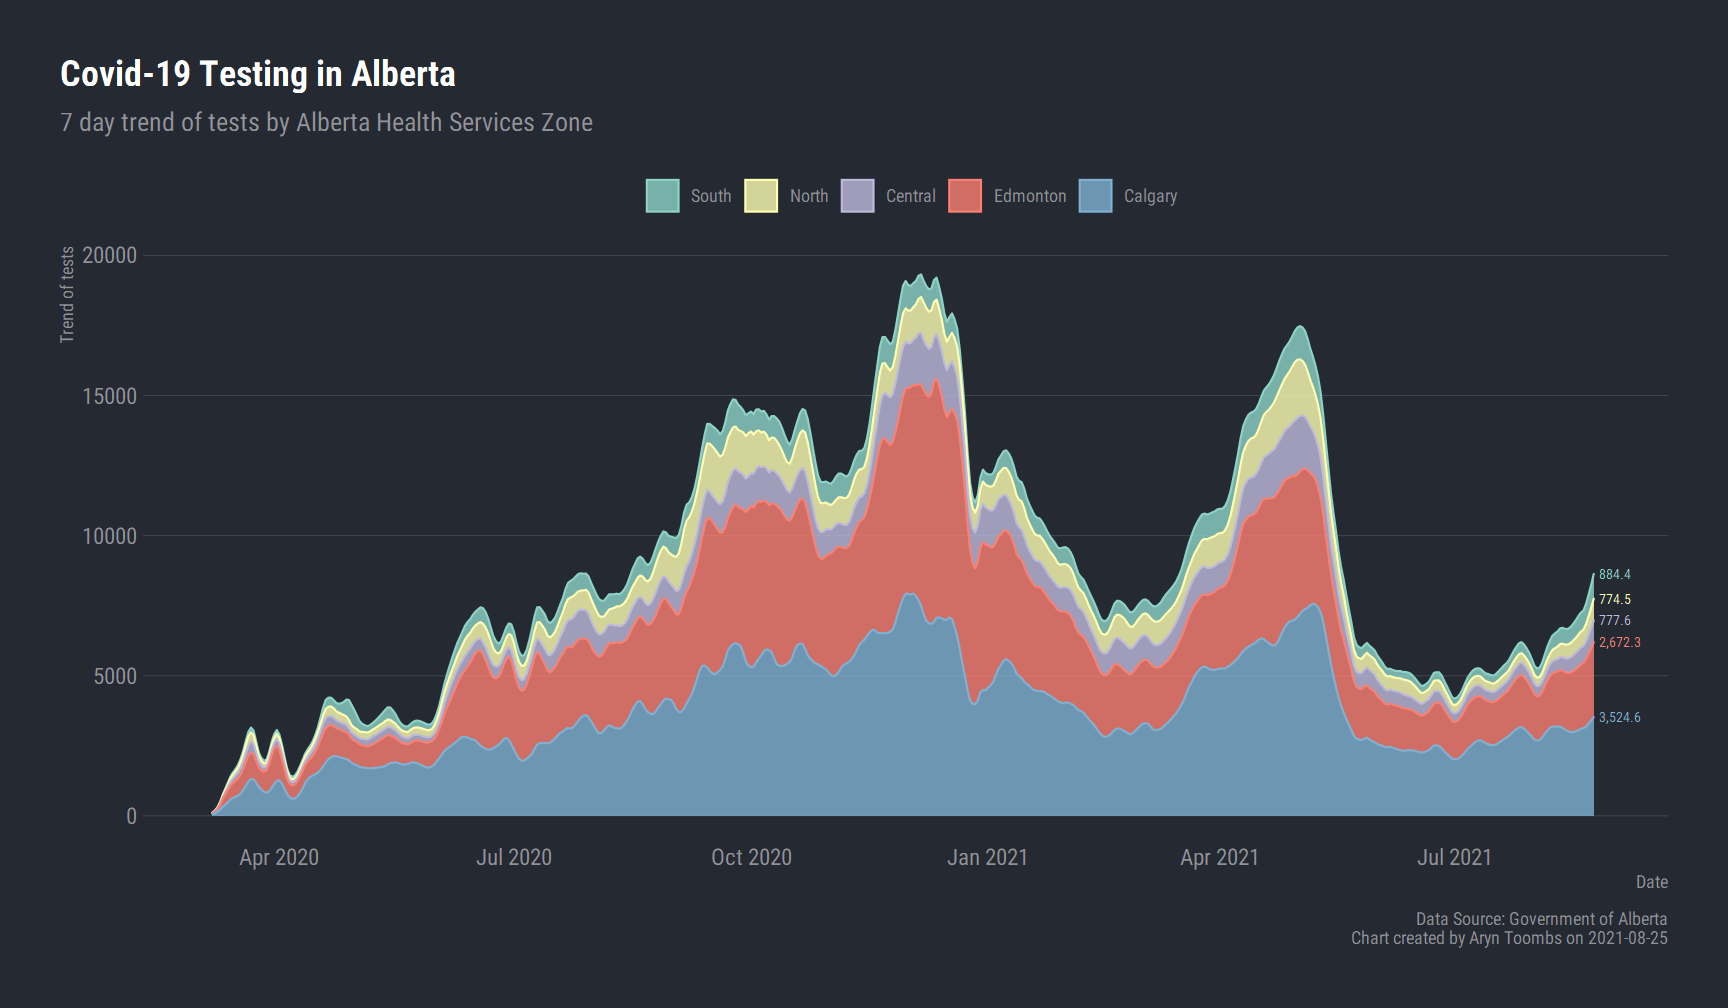 Covid-19 Testing in Alberta
7 day trend of tests by Alberta Health Services Zone
South North Central Edmonton Calgary
Trend of tests
20000
15000
10000
5000
0
884.4
774.5
777.6
2,672.3
3,524.6
Apr 2020 Jul 2020 Oct 2020 Jan 2021 Apr 2021 Jul 2021
Date
Data Source: Government of Alberta
Chart created by Aryn Toombs on 2021-08-25